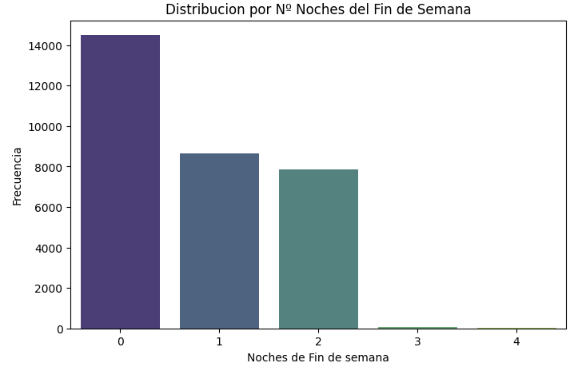 Distribucion por Nº Noches del Fin de Semana
14000
12000
10000
8000
6000
4000
2000
0
Frecuencia
0 1 2 3 4
Noches de Fin de semana